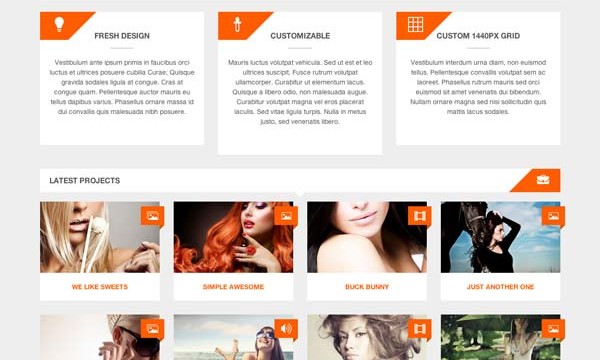 FRESH DESIGN
Vestibulum ante ipsum primis in faucibus orci
luctus et ultrices posuere cubilia Curae; Quisque
gravida sodales ligula at congue. Cras at
congue quam. Pellentesque auctor mauris eu
tellus dapibus varius. Phasellus ornare massa id
dui convallis quis malesuada nibh posuere.
CUSTOMIZABLE
Mauris luctus volutpat vehicula. Sed ut est et leo
ultrices suscipit. Fusce rutrum volutpat
ullamcorper. Curabitur ut elementum lacus.
Quisque a libero odio, non malesuada augue.
Curabitur volutpat magna vel eros placerat
iaculis. Sed vitae ligula turpis. Nulla in metus
justo, sed venenatis libero.
CUSTOM 1440PX GRID
Vestibulum interdum urna diam, non euismod
tellus. Pellentesque convallis volutpat sem ac
laoreet. Phasellus rutrum mauris sed orci
euismod sit amet venenatis dui bibendum.
Nullam ornare magna sed nisi sollicitudin quis
mattis lacus sodales.
LATEST PROJECTS
WE LIKE SWEETS
SIMPLE AWESOME
BUCK BUNNY
JUST ANOTHER ONE